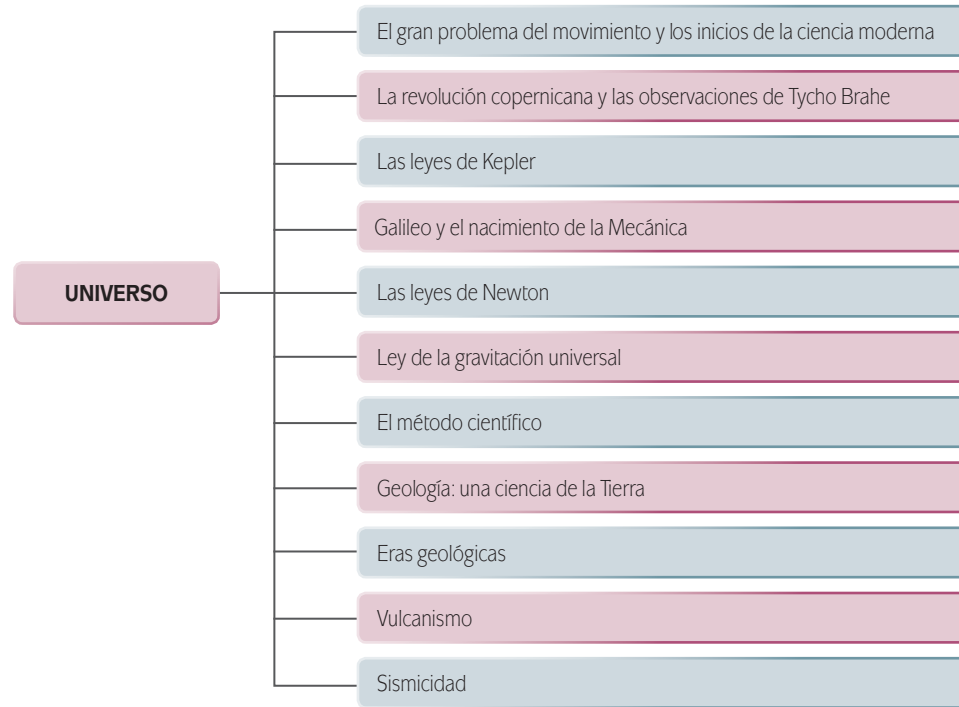 El gran problema del movimiento y los inicios de la ciencia moderna
La revolución copernicana y las observaciones de Tycho Brahe
Las leyes de Kepler
Galileo y el nacimiento de la Mecánica
UNIVERSO
Las leyes de Newton
Ley de la gravitación universal
El método científico
Geología: una ciencia de la Tierra
Eras geológicas
Vulcanismo
Sismicidad